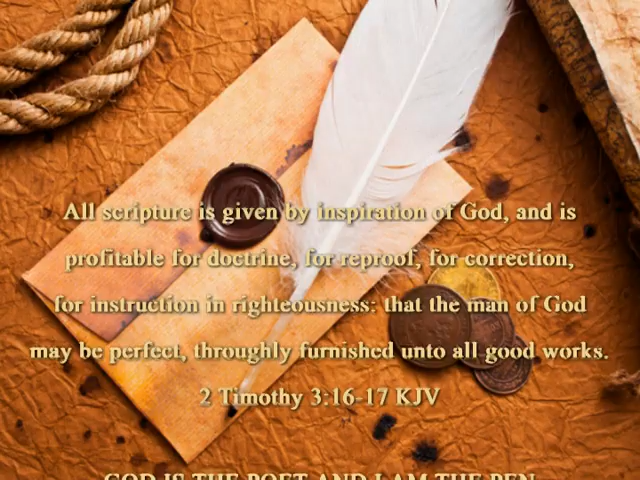 All scripture is given by inspiration of God, and is
profitable for doctrine, for reproof, for correction,
for instruction in righteousness: that the man of God
may be perfect, throughly furnished unto all good works.
2 Timothy 3:16-17 KJV
GOD IS THE POET AND I AM THE PEN